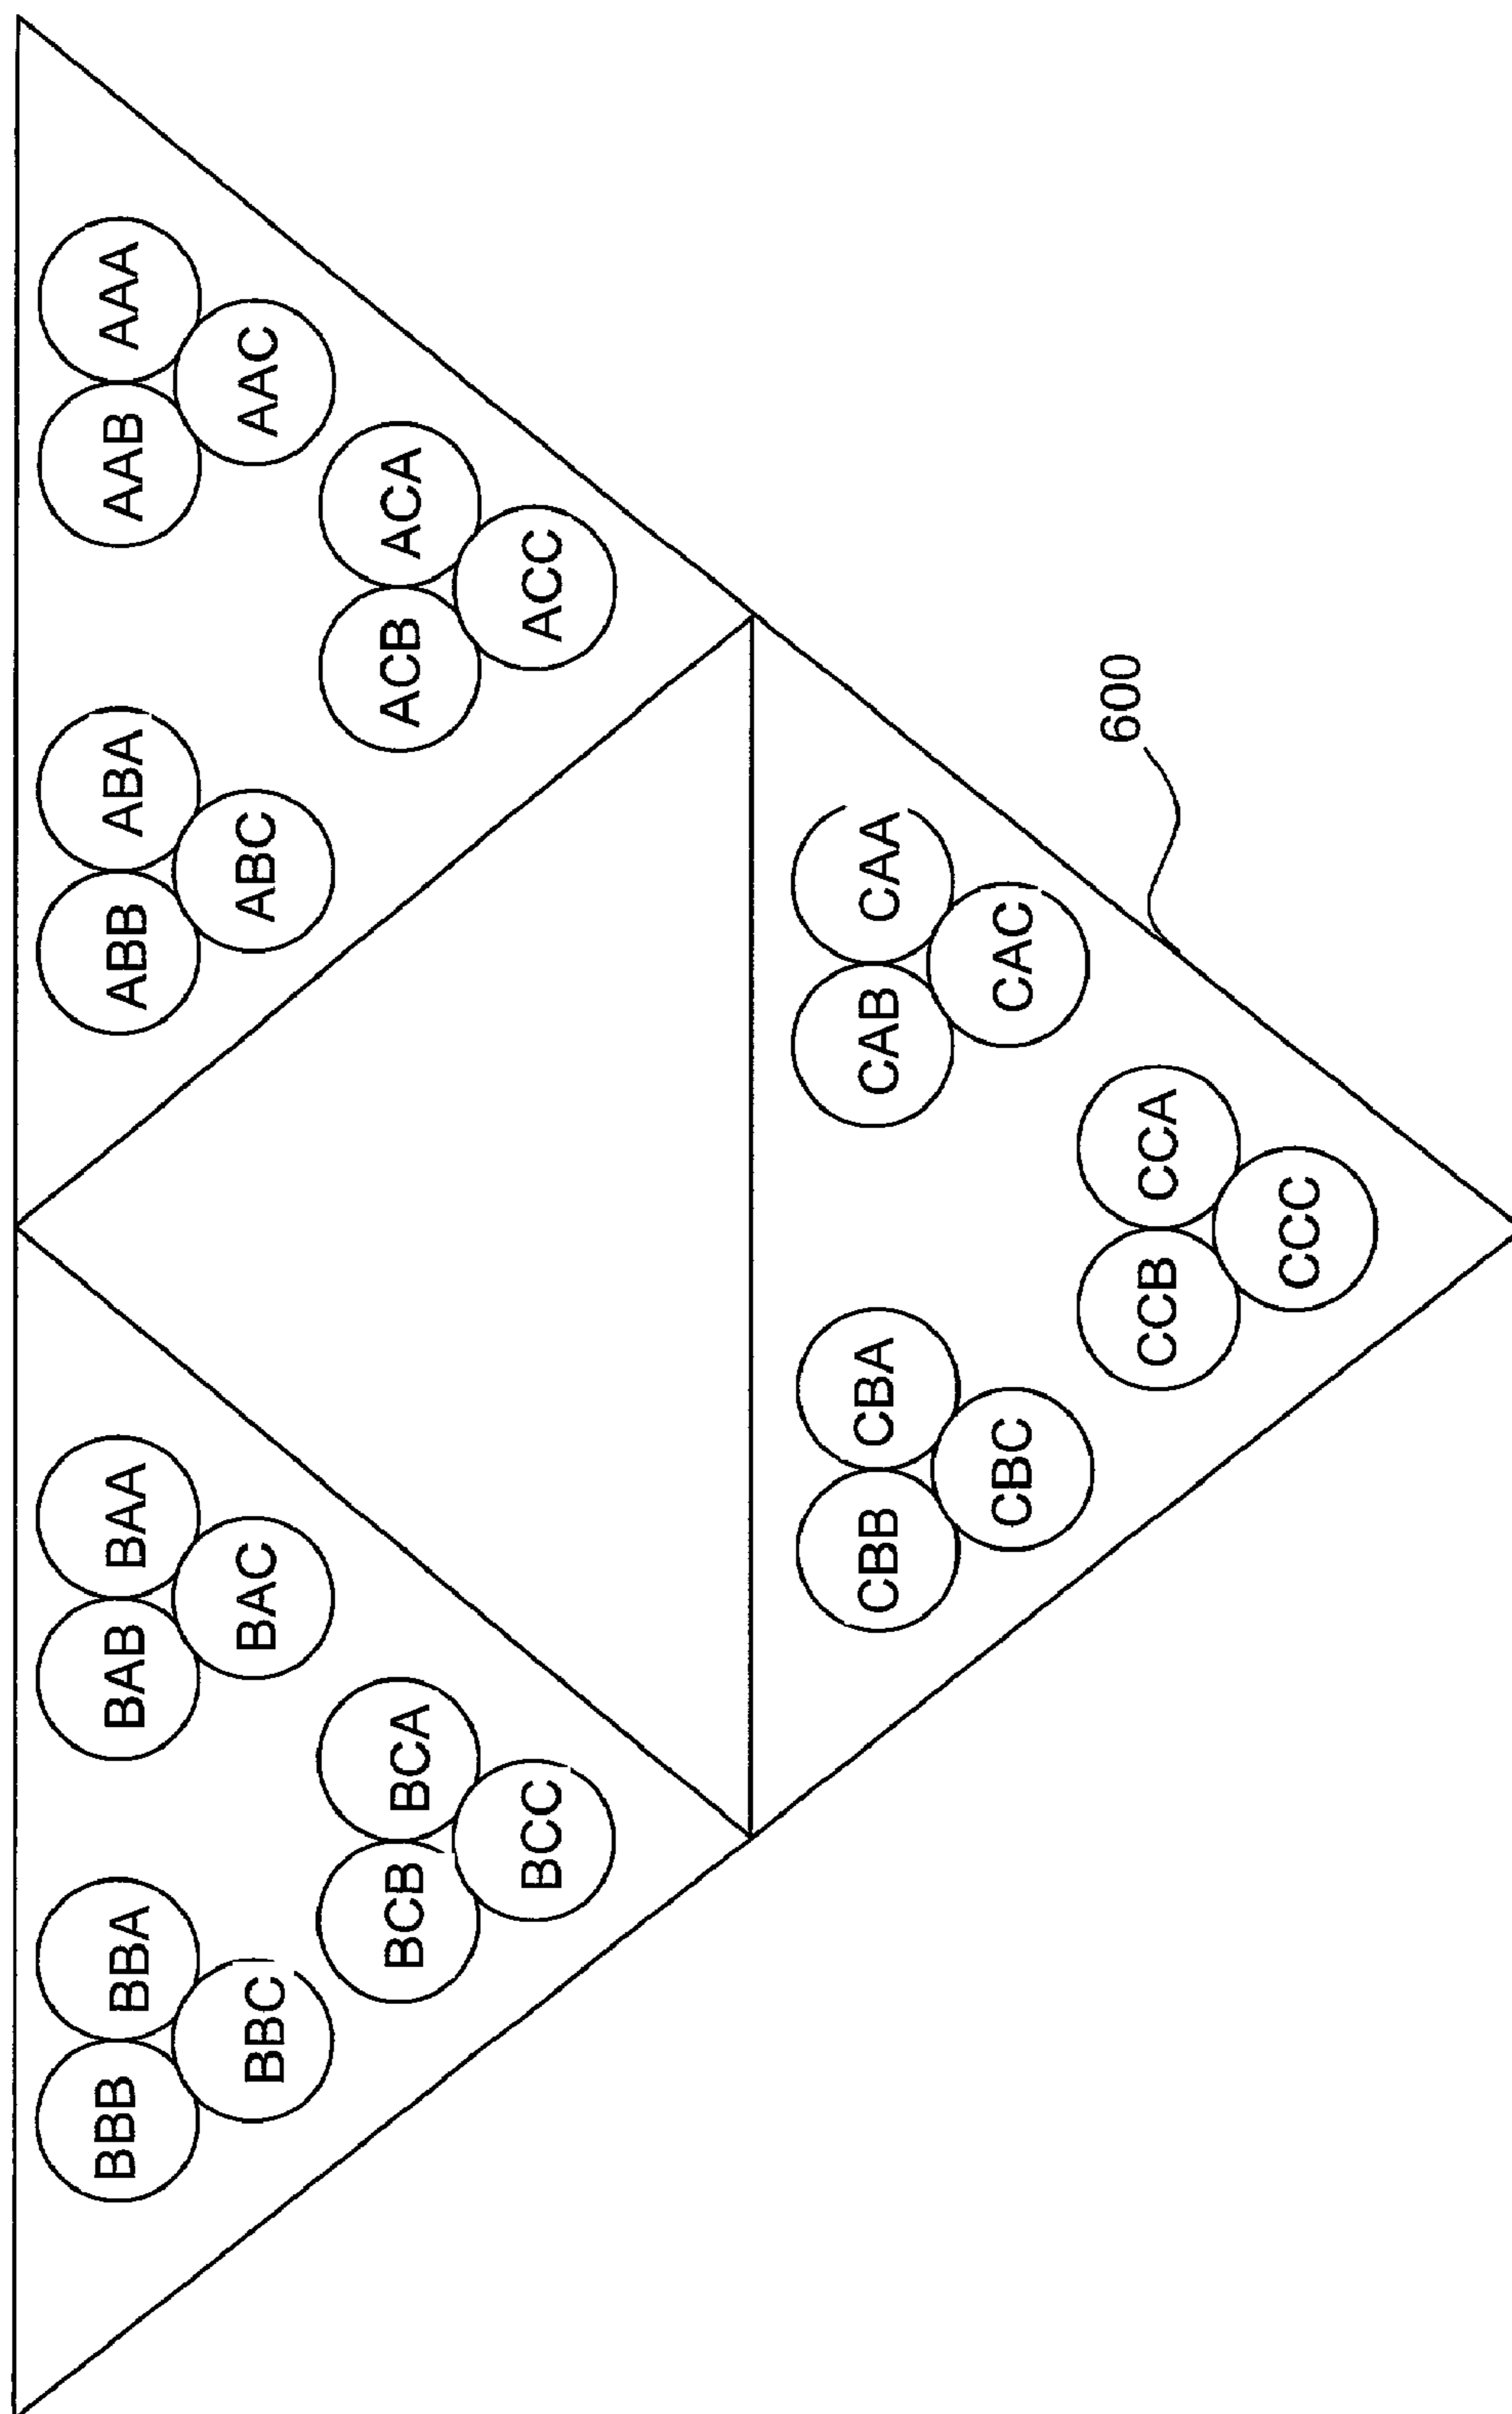 BBB BBA BAB BAA ABB ABA AAB AAA
BBC BAC ABC AAC
BCB BCA ACB ACA
BCC ACC
CBB CBA CAB CAA
CBC CAC
600
CCB CCA
CCC